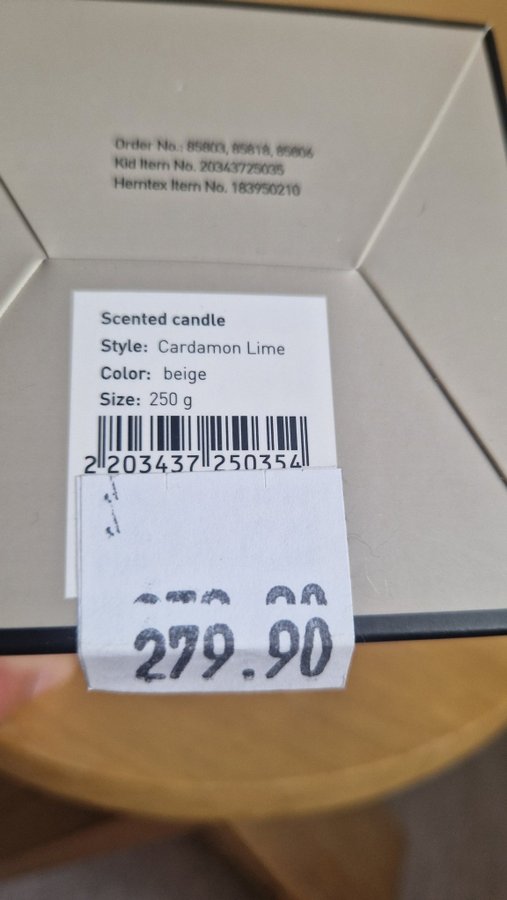 Order No.: 85803, 85818, 85806
Kid Item No. 20343725035
Hemtex Item No. 183950210
Scented candle
Style: Cardamon Lime
Color: beige
Size: 250 g
2 203437 250354
279.90